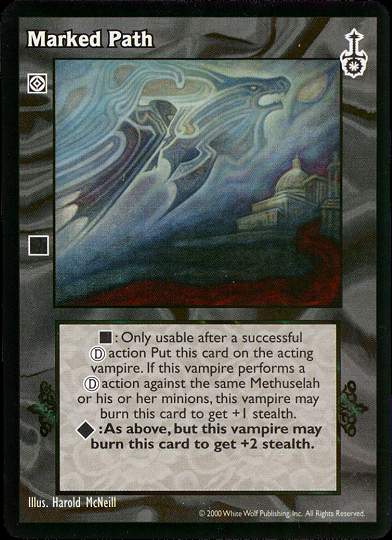 Marked Path
: Only usable after a successful
D action Put this card on the acting
vampire. If this vampire performs a
D action against the same Methuselah
or his or her minions, this vampire may
burn this card to get +1 stealth.
:As above, but this vampire may
burn this card to get +2 stealth.
Illus. Harold McNeill
© 2000 White Wolf Publishing, Inc. All Rights Reserved.